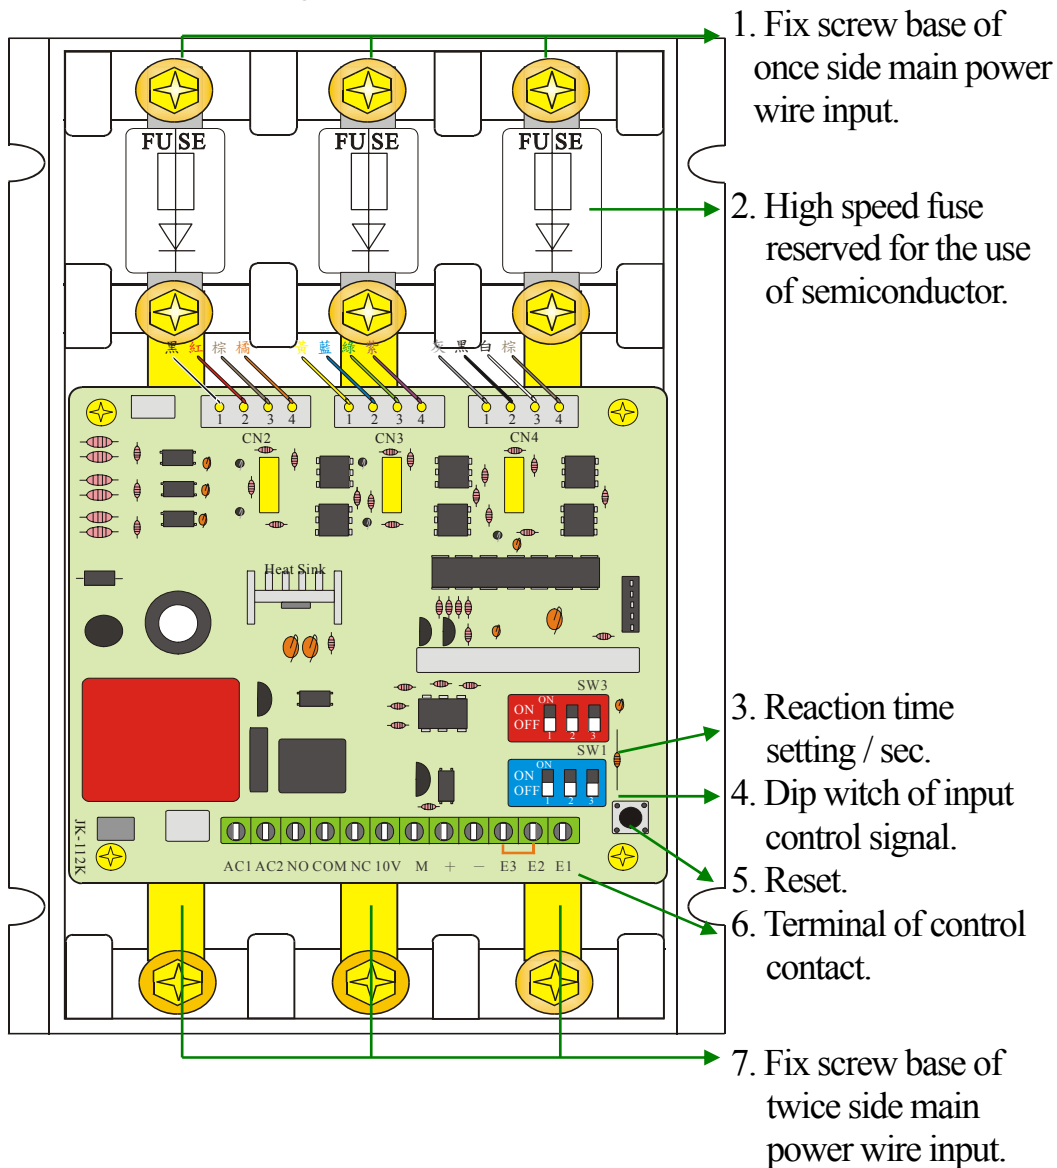 1. Fix screw base of
once side main power
wire input.
FUSE FUSE FUSE
2. High speed fuse
reserved for the use
of semiconductor.
黑 紅 棕 橘 黃 藍 綠 紫 灰 黑 白 棕
1 2 3 4 1 2 3 4 1 2 3 4
CN2 CN3 CN4
Heat Sink
SW3
ON
ON
OFF
1 2 3
3. Reaction time
setting / sec.
SW1
ON
ON
OFF
1 2 3
4. Dip witch of input
control signal.
JK-112K
AC1 AC2 NO COM NC 10V M + − E3 E2 E1
5. Reset.
6. Terminal of control
contact.
7. Fix screw base of
twice side main
power wire input.